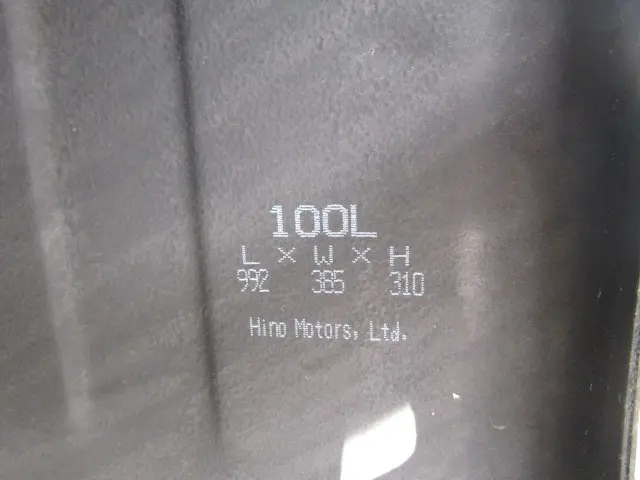 100L
L × W × H
992 385 310
Hino Motors, Ltd.